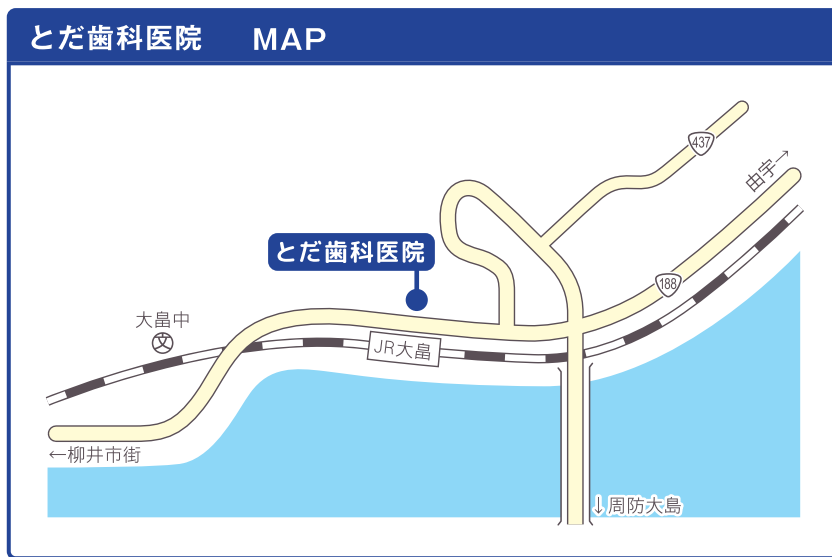 とだ歯科医院 MAP
437
由宇→
とだ歯科医院
188
大畠中
文
JR大畠
←柳井市街
↓周防大島